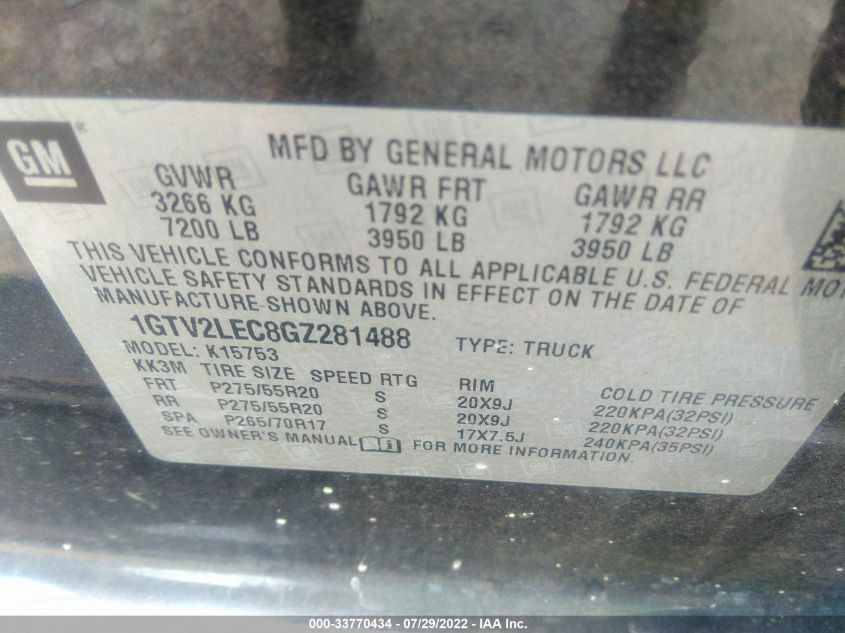 GM ®
MFD BY GENERAL MOTORS LLC
GVWR GAWR FRT GAWR RR
3266 KG 1792 KG 1792 KG
7200 LB 3950 LB 3950 LB
THIS VEHICLE CONFORMS TO ALL APPLICABLE U.S. FEDERAL MOT
VEHICLE SAFETY STANDARDS IN EFFECT ON THE DATE OF
MANUFACTURE SHOWN ABOVE.
1GTV2LEC8GZ281488 TYPE: TRUCK
MODEL: K15753
KK3M TIRE SIZE SPEED RTG RIM COLD TIRE PRESSURE
FRT P275/55R20 S 20X9J 220KPA(32PSI)
RR P275/55R20 S 20X9J 220KPA(32PSI)
SPA P265/70R17 S 17X7.5J 240KPA(35PSI)
SEE OWNER'S MANUAL FOR MORE INFORMATION.
000-33770434 / 07/29/2022 - © IAA Inc.